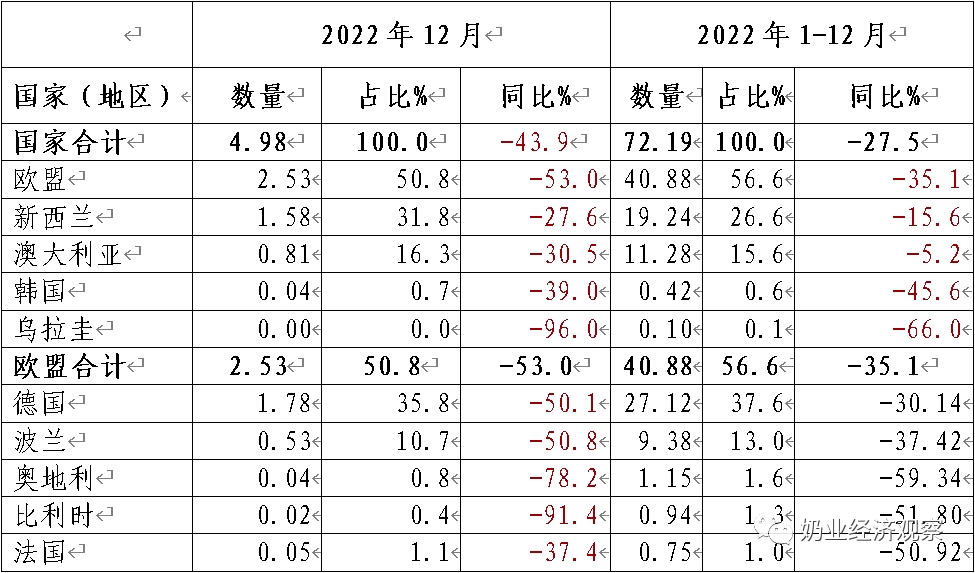 2022年12月 2022年1-12月
国家（地区） 数量 占比% 同比% 数量 占比% 同比%
国家合计 4.98 100.0 -43.9 72.19 100.0 -27.5
欧盟 2.53 50.8 -53.0 40.88 56.6 -35.1
新西兰 1.58 31.8 -27.6 19.24 26.6 -15.6
澳大利亚 0.81 16.3 -30.5 11.28 15.6 -5.2
韩国 0.04 0.7 -39.0 0.42 0.6 -45.6
乌拉圭 0.00 0.0 -96.0 0.10 0.1 -66.0
欧盟合计 2.53 50.8 -53.0 40.88 56.6 -35.1
德国 1.78 35.8 -50.1 27.12 37.6 -30.14
波兰 0.53 10.7 -50.8 9.38 13.0 -37.42
奥地利 0.04 0.8 -78.2 1.15 1.6 -59.34
比利时 0.02 0.4 -91.4 0.94 1.3 -51.80
法国 0.05 1.1 -37.4 0.75 1.0 -50.92
奶业经济观察